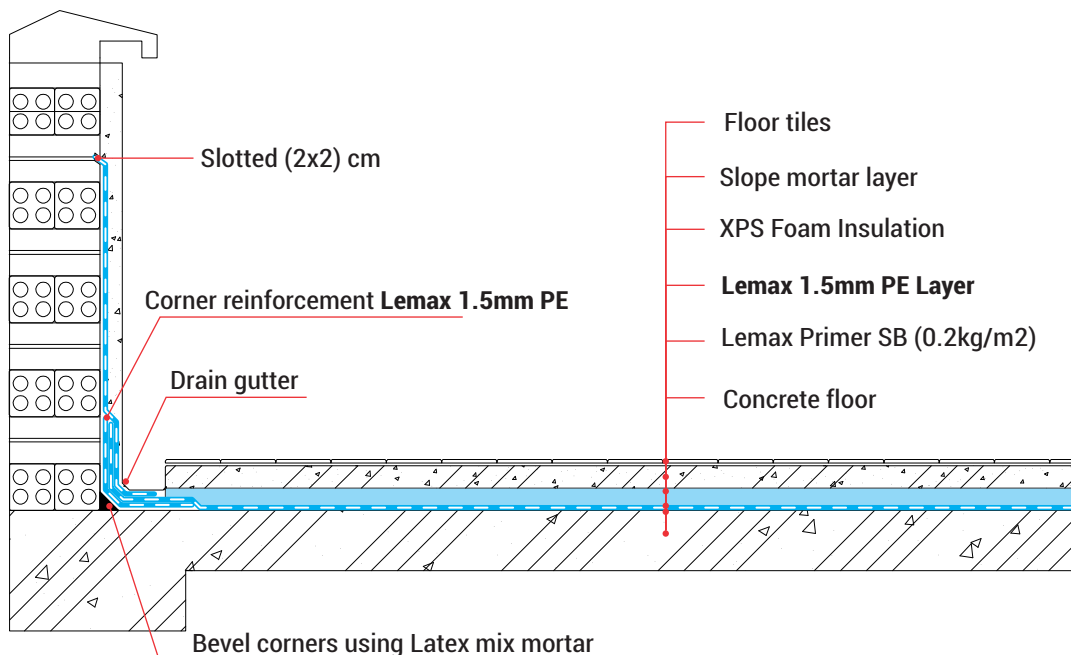 Floor tiles
Slotted (2x2) cm
Slope mortar layer
XPS Foam Insulation
Lemax 1.5mm PE Layer
Corner reinforcement Lemax 1.5mm PE
Lemax Primer SB (0.2kg/m2)
Drain gutter
Concrete floor
Bevel corners using Latex mix mortar